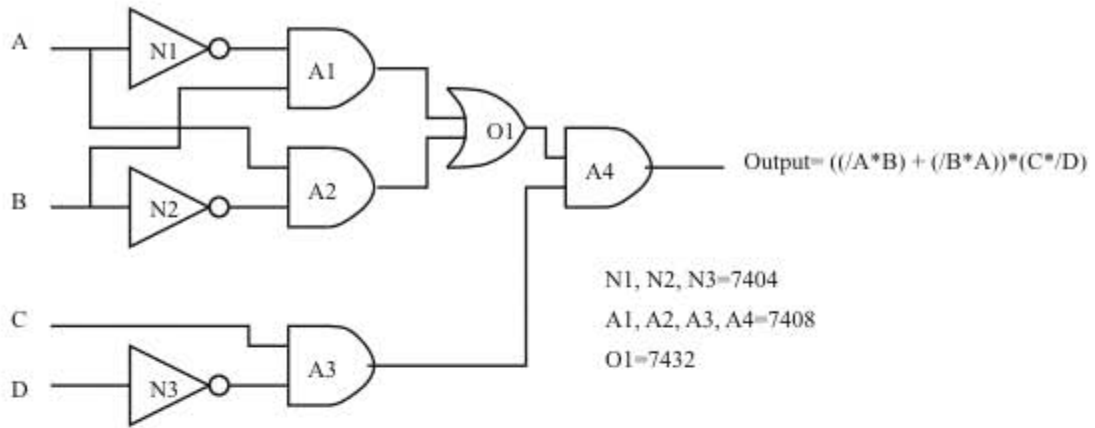 A
N1
A1
O1
A4
Output= ((/A*B) + (/B*A))*(C*/D)
B
N2
A2
N1, N2, N3=7404
A1, A2, A3, A4=7408
O1=7432
C
D
N3
A3